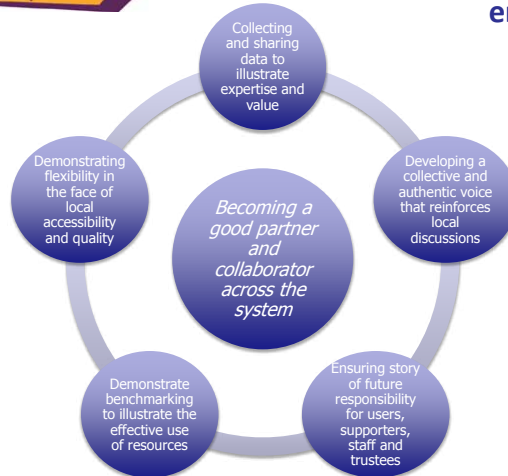 Collecting
and sharing
data to
illustrate
expertise and
value
Demonstrating
flexibility in
the face of
local
accessibility
and quality
Developing a
collective and
authentic voice
that reinforces
local
discussions
Becoming a
good partner
and
collaborator
across the
system
Demonstrate
benchmarking
to illustrate the
effective use
of resources
Ensuring story
of future
responsibility
for users,
supporters,
staff and
trustees